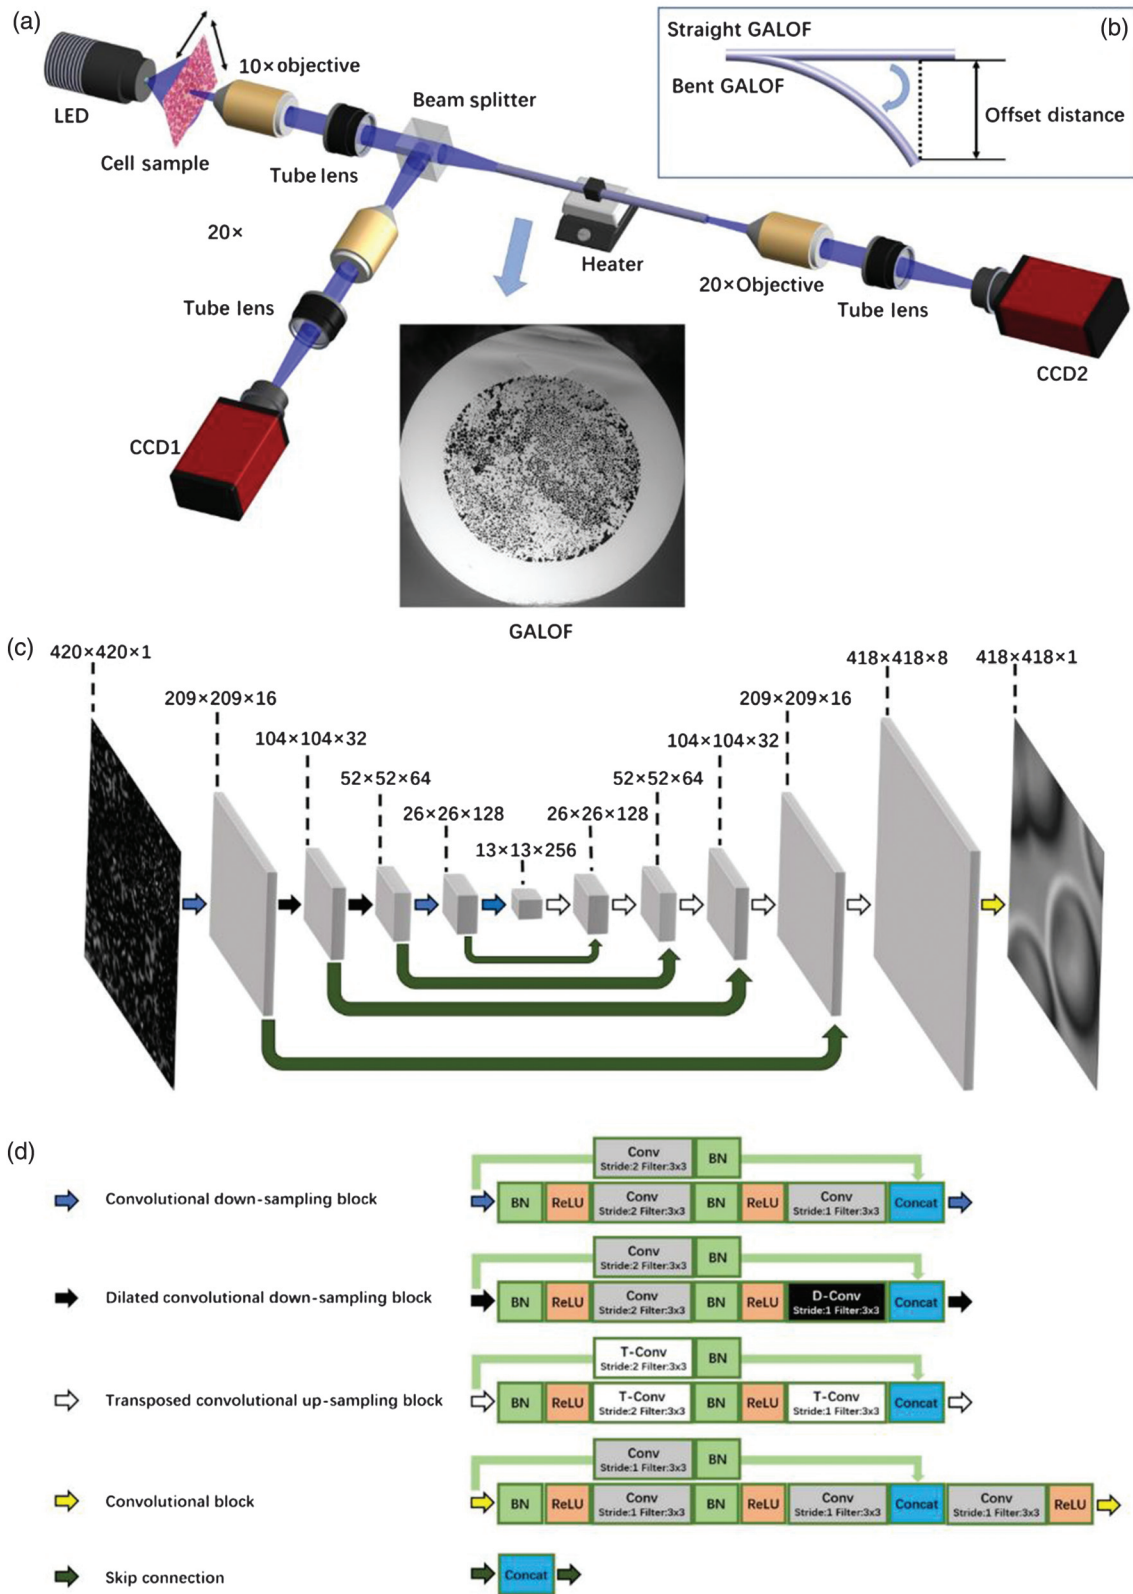 (a)
LED
Cell sample
10×objective
Tube lens
Beam splitter
20×
Tube lens
CCD1
Heater
20×Objective
Tube lens
CCD2
GALOF
(b)
Straight GALOF
Bent GALOF
Offset distance
(c)
420×420×1
209×209×16
104×104×32
52×52×64
26×26×128
13×13×256
26×26×128
52×52×64
104×104×32
209×209×16
418×418×8
418×418×1
(d)
Convolutional down-sampling block
Conv
Stride:2 Filter:3x3
BN
BN
ReLU
Conv
Stride:2 Filter:3x3
BN
ReLU
Conv
Stride:1 Filter:3x3
Concat
Dilated convolutional down-sampling block
Conv
Stride:2 Filter:3x3
BN
BN
ReLU
Conv
Stride:2 Filter:3x3
BN
ReLU
D-Conv
Stride:1 Filter:3x3
Concat
Transposed convolutional up-sampling block
T-Conv
Stride:2 Filter:3x3
BN
BN
ReLU
T-Conv
Stride:2 Filter:3x3
BN
ReLU
T-Conv
Stride:1 Filter:3x3
Concat
Convolutional block
Conv
Stride:1 Filter:3x3
BN
BN
ReLU
Conv
Stride:1 Filter:3x3
BN
ReLU
Conv
Stride:1 Filter:3x3
Concat
Conv
Stride:1 Filter:3x3
ReLU
Skip connection
Concat